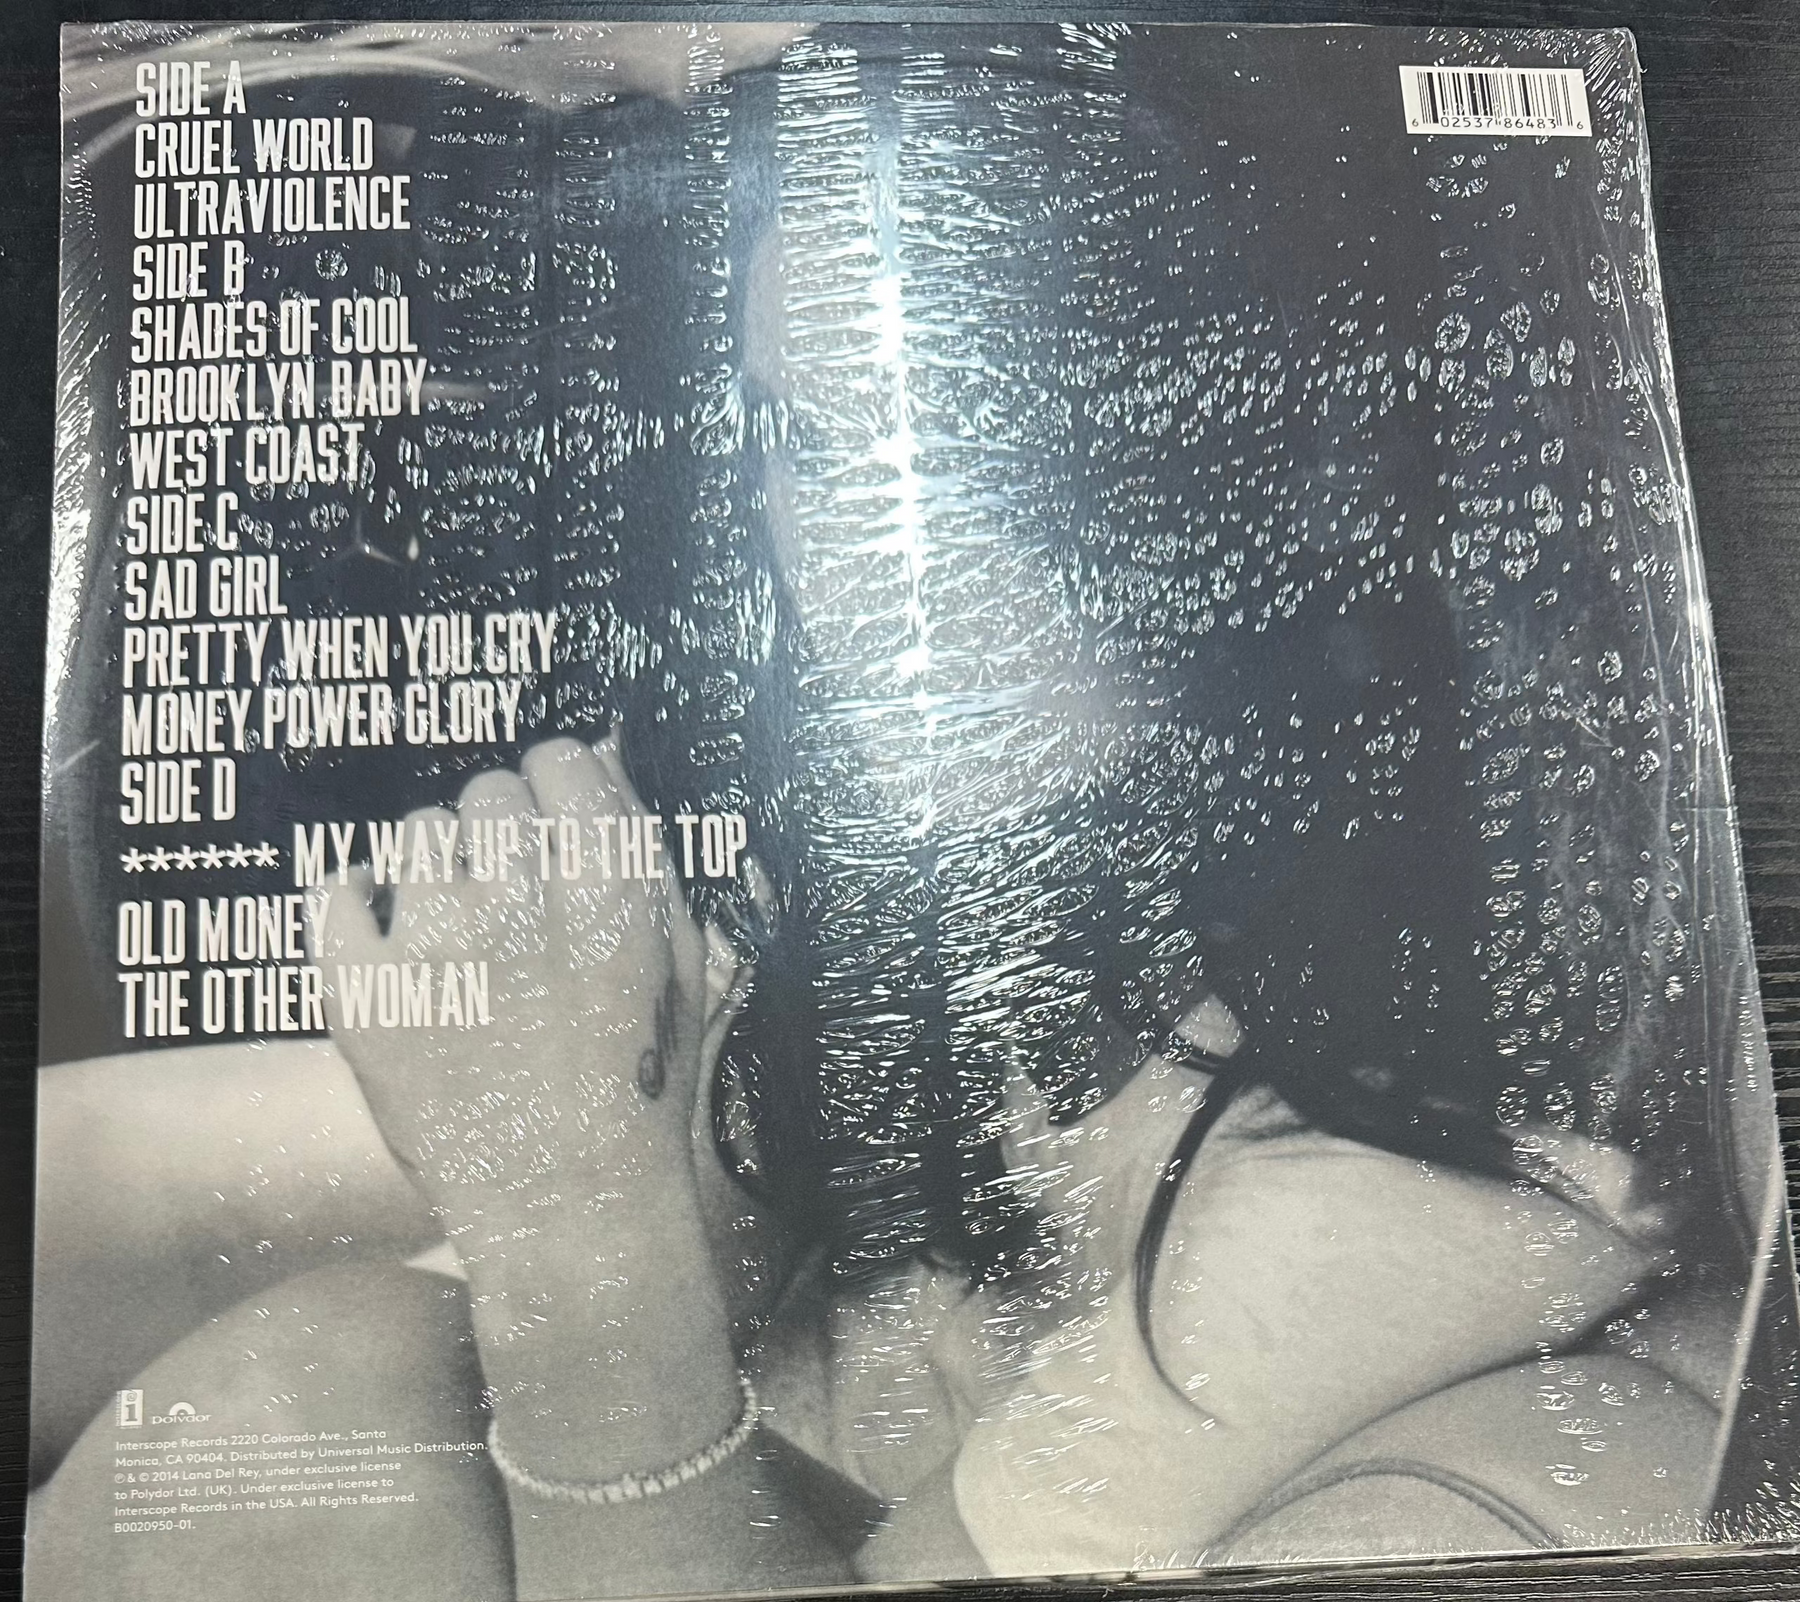 SIDE A
CRUEL WORLD
ULTRAVIOLENCE
SIDE B
SHADES OF COOL
BROOKLYN BABY
WEST COAST
SIDE C
SAD GIRL
PRETTY WHEN YOU CRY
MONEY POWER GLORY
SIDE D
****** MY WAY UP TO THE TOP
OLD MONEY
THE OTHER WOMAN
6 02537 86483 6
i Polydor
Interscope Records 2220 Colorado Ave., Santa
Monica, CA 90404. Distributed by Universal Music Distribution.
℗ & © 2014 Lana Del Rey, under exclusive license
to Polydor Ltd. (UK). Under exclusive license to
Interscope Records in the USA. All Rights Reserved.
B0020950-01.